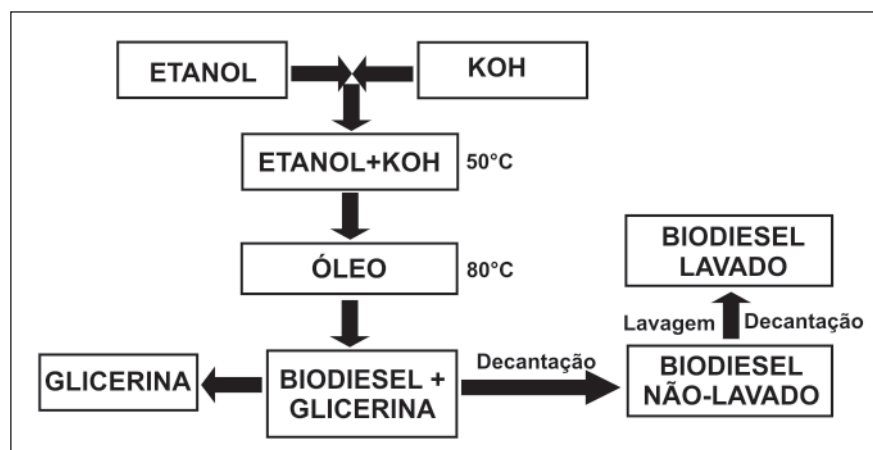 ETANOL
KOH
ETANOL+KOH
50°C
ÓLEO
80°C
BIODIESEL
LAVADO
Lavagem
Decantação
GLICERINA
BIODIESEL +
GLICERINA
Decantação
BIODIESEL
NÃO-LAVADO